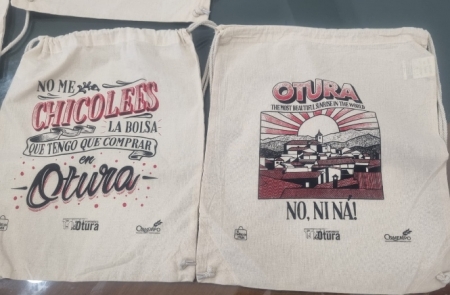 NO ME
CHICOLEES
LA BOLSA
QUE TENGO QUE COMPRAR
en
Otura
Otura
OTURA
THE MOST BEAUTIFUL SUNRISE IN THE WORLD
NO, NI NÁ!
Otura